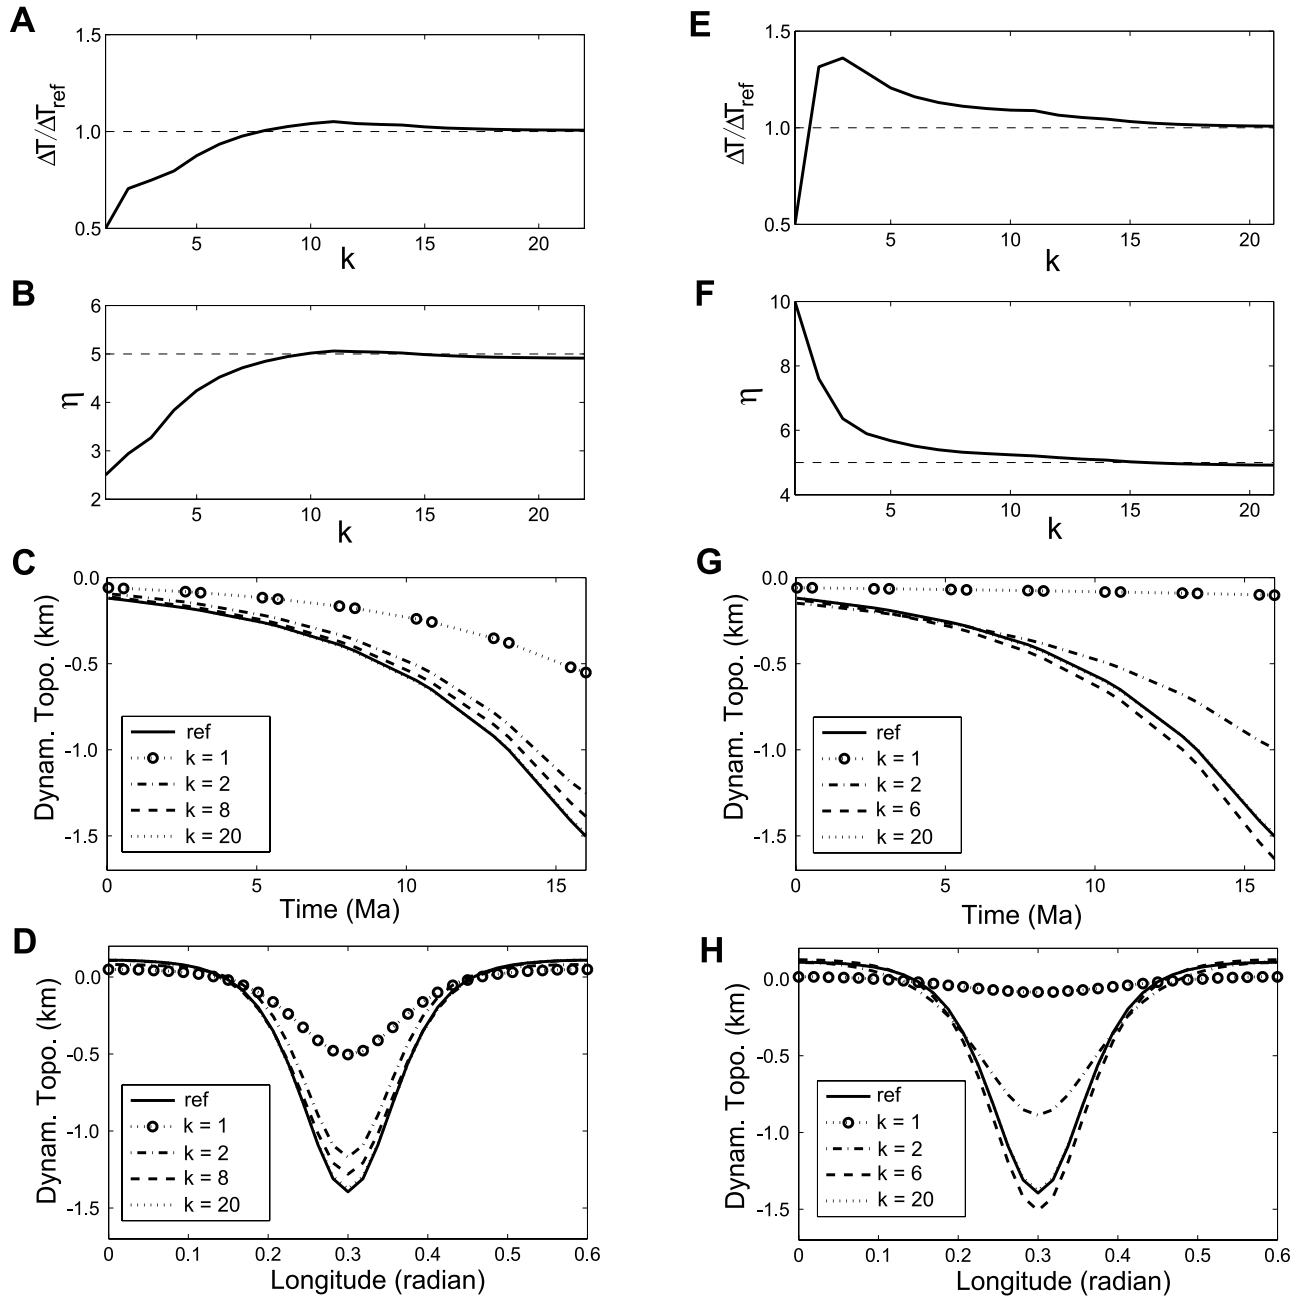 A
1.5
1.0
0.5
ΔT/ΔTref
5
10
15
20
k
B
6
5
4
3
2
η
5
10
15
20
k
C
0.0
-0.5
-1.0
-1.5
Dynam. Topo. (km)
ref
k = 1
k = 2
k = 8
k = 20
0
5
10
15
Time (Ma)
D
0.0
-0.5
-1.0
-1.5
Dynam. Topo. (km)
ref
k = 1
k = 2
k = 8
k = 20
0
0.1
0.2
0.3
0.4
0.5
0.6
Longitude (radian)
E
1.5
1.0
0.5
ΔT/ΔTref
5
10
15
20
k
F
10
8
6
4
η
5
10
15
20
k
G
0.0
-0.5
-1.0
-1.5
Dynam. Topo. (km)
ref
k = 1
k = 2
k = 6
k = 20
0
5
10
15
Time (Ma)
H
0.0
-0.5
-1.0
-1.5
Dynam. Topo. (km)
ref
k = 1
k = 2
k = 6
k = 20
0
0.1
0.2
0.3
0.4
0.5
0.6
Longitude (radian)